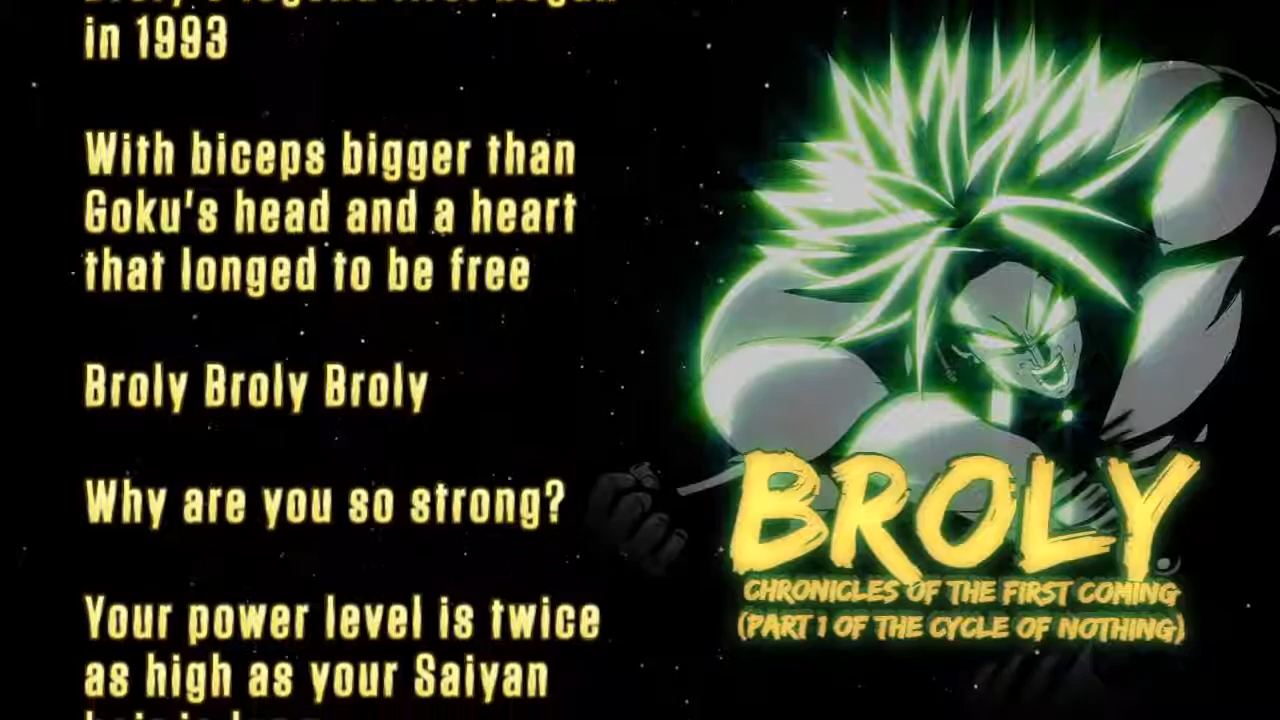 in 1993
With biceps bigger than
Goku's head and a heart
that longed to be free
Broly Broly Broly
Why are you so strong?
Your power level is twice
as high as your Saiyan
BROLY
CHRONICLES OF THE FIRST COMING
(PART 1 OF THE CYCLE OF NOTHING)